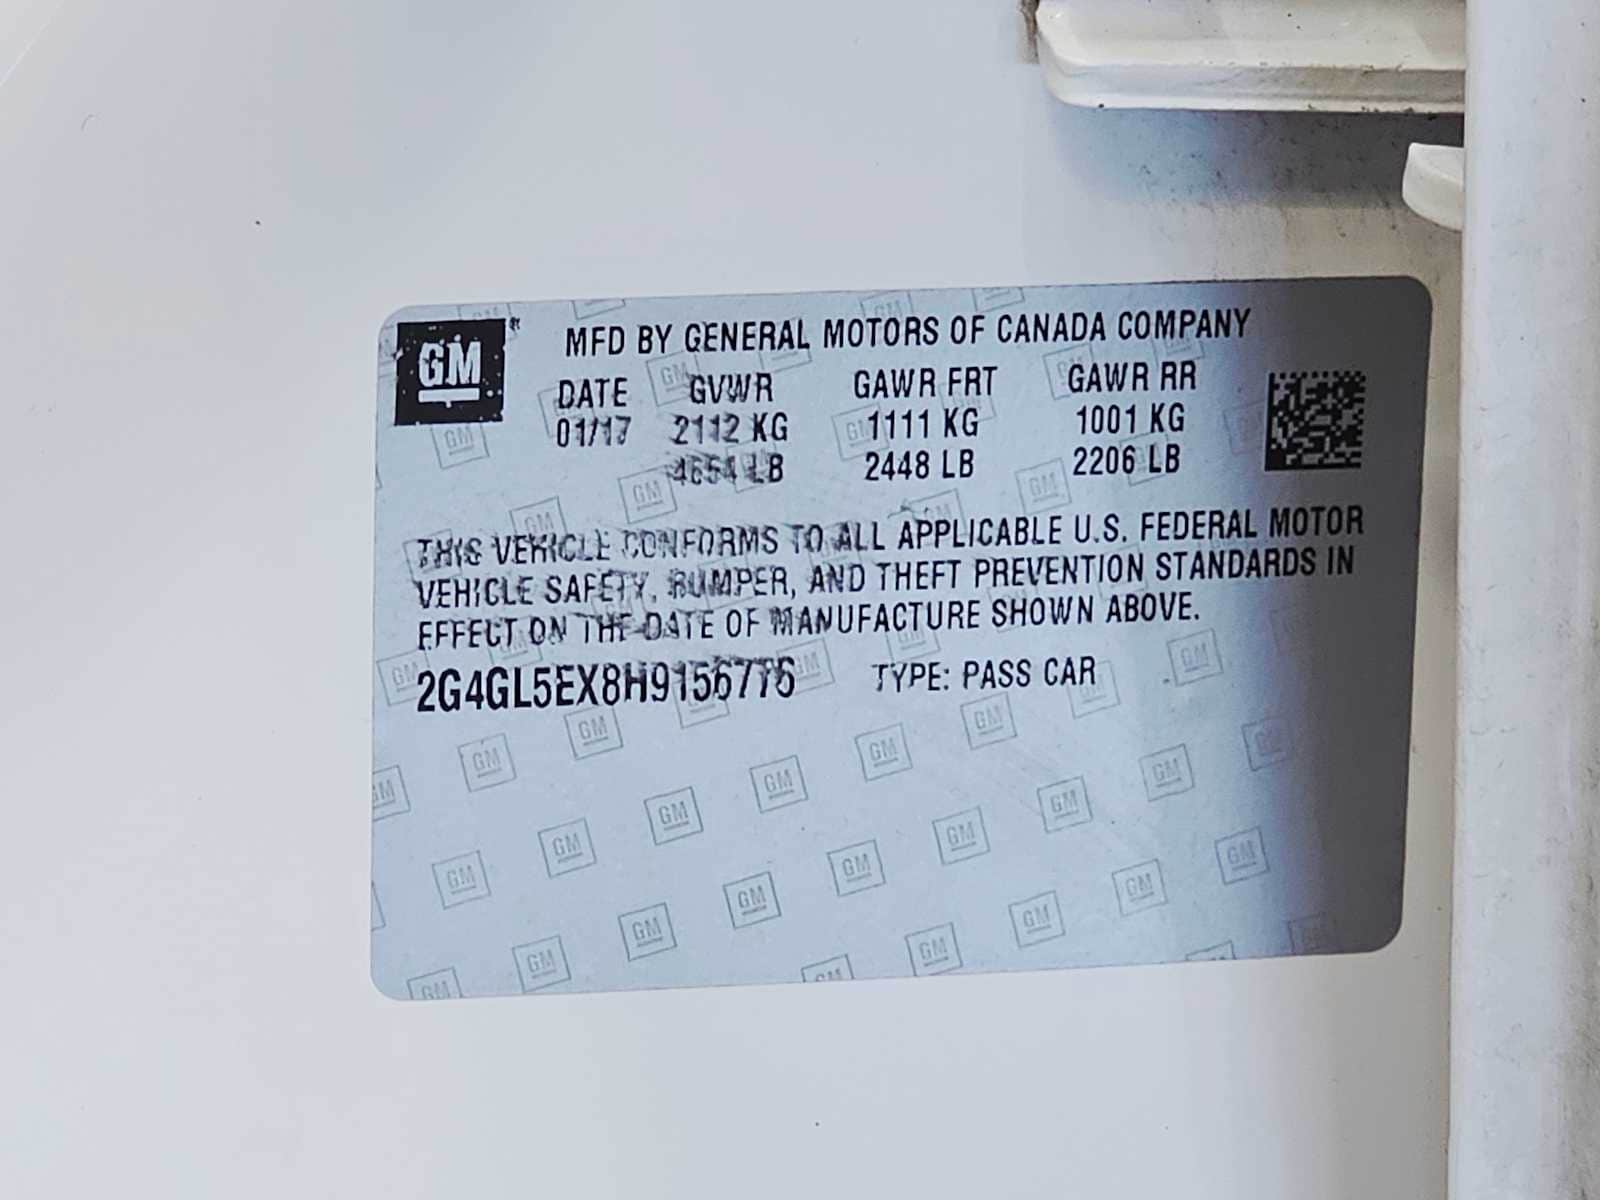 GM
MFD BY GENERAL MOTORS OF CANADA COMPANY
DATE GVWR GAWR FRT GAWR RR
01/17 2112 KG 1111 KG 1001 KG
4654 LB 2448 LB 2206 LB
THIS VEHICLE CONFORMS TO ALL APPLICABLE U.S. FEDERAL MOTOR
VEHICLE SAFETY, BUMPER, AND THEFT PREVENTION STANDARDS IN
EFFECT ON THE DATE OF MANUFACTURE SHOWN ABOVE.
2G4GL5EX8H9156776 TYPE: PASS CAR